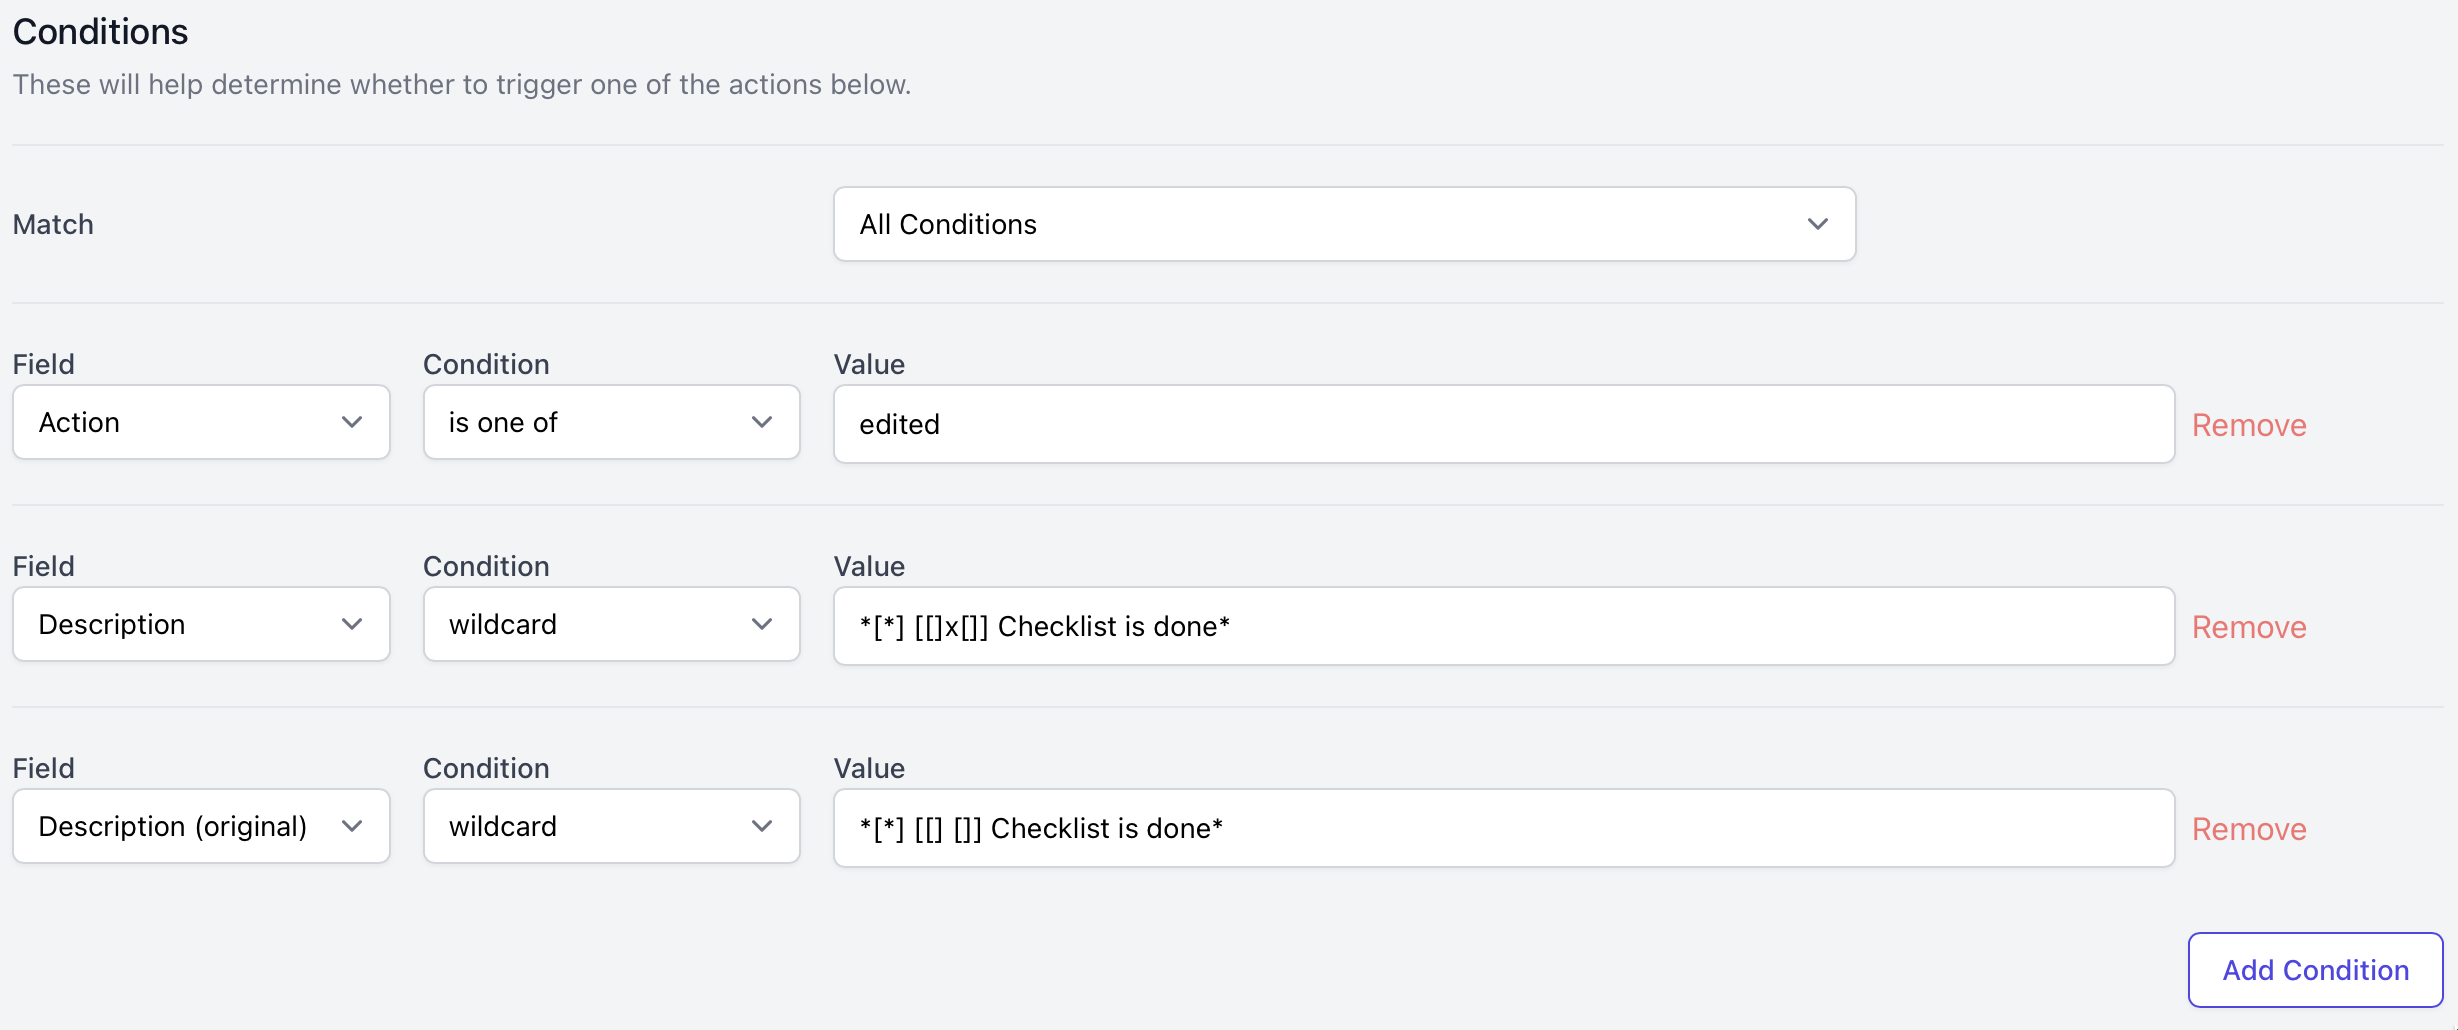 Conditions
These will help determine whether to trigger one of the actions below.
Match
All Conditions
Field
Condition
Value
Action
is one of
edited
Remove
Field
Condition
Value
Description
wildcard
*[*] [[]x[]] Checklist is done*
Remove
Field
Condition
Value
Description (original)
wildcard
*[*] [[] []] Checklist is done*
Remove
Add Condition